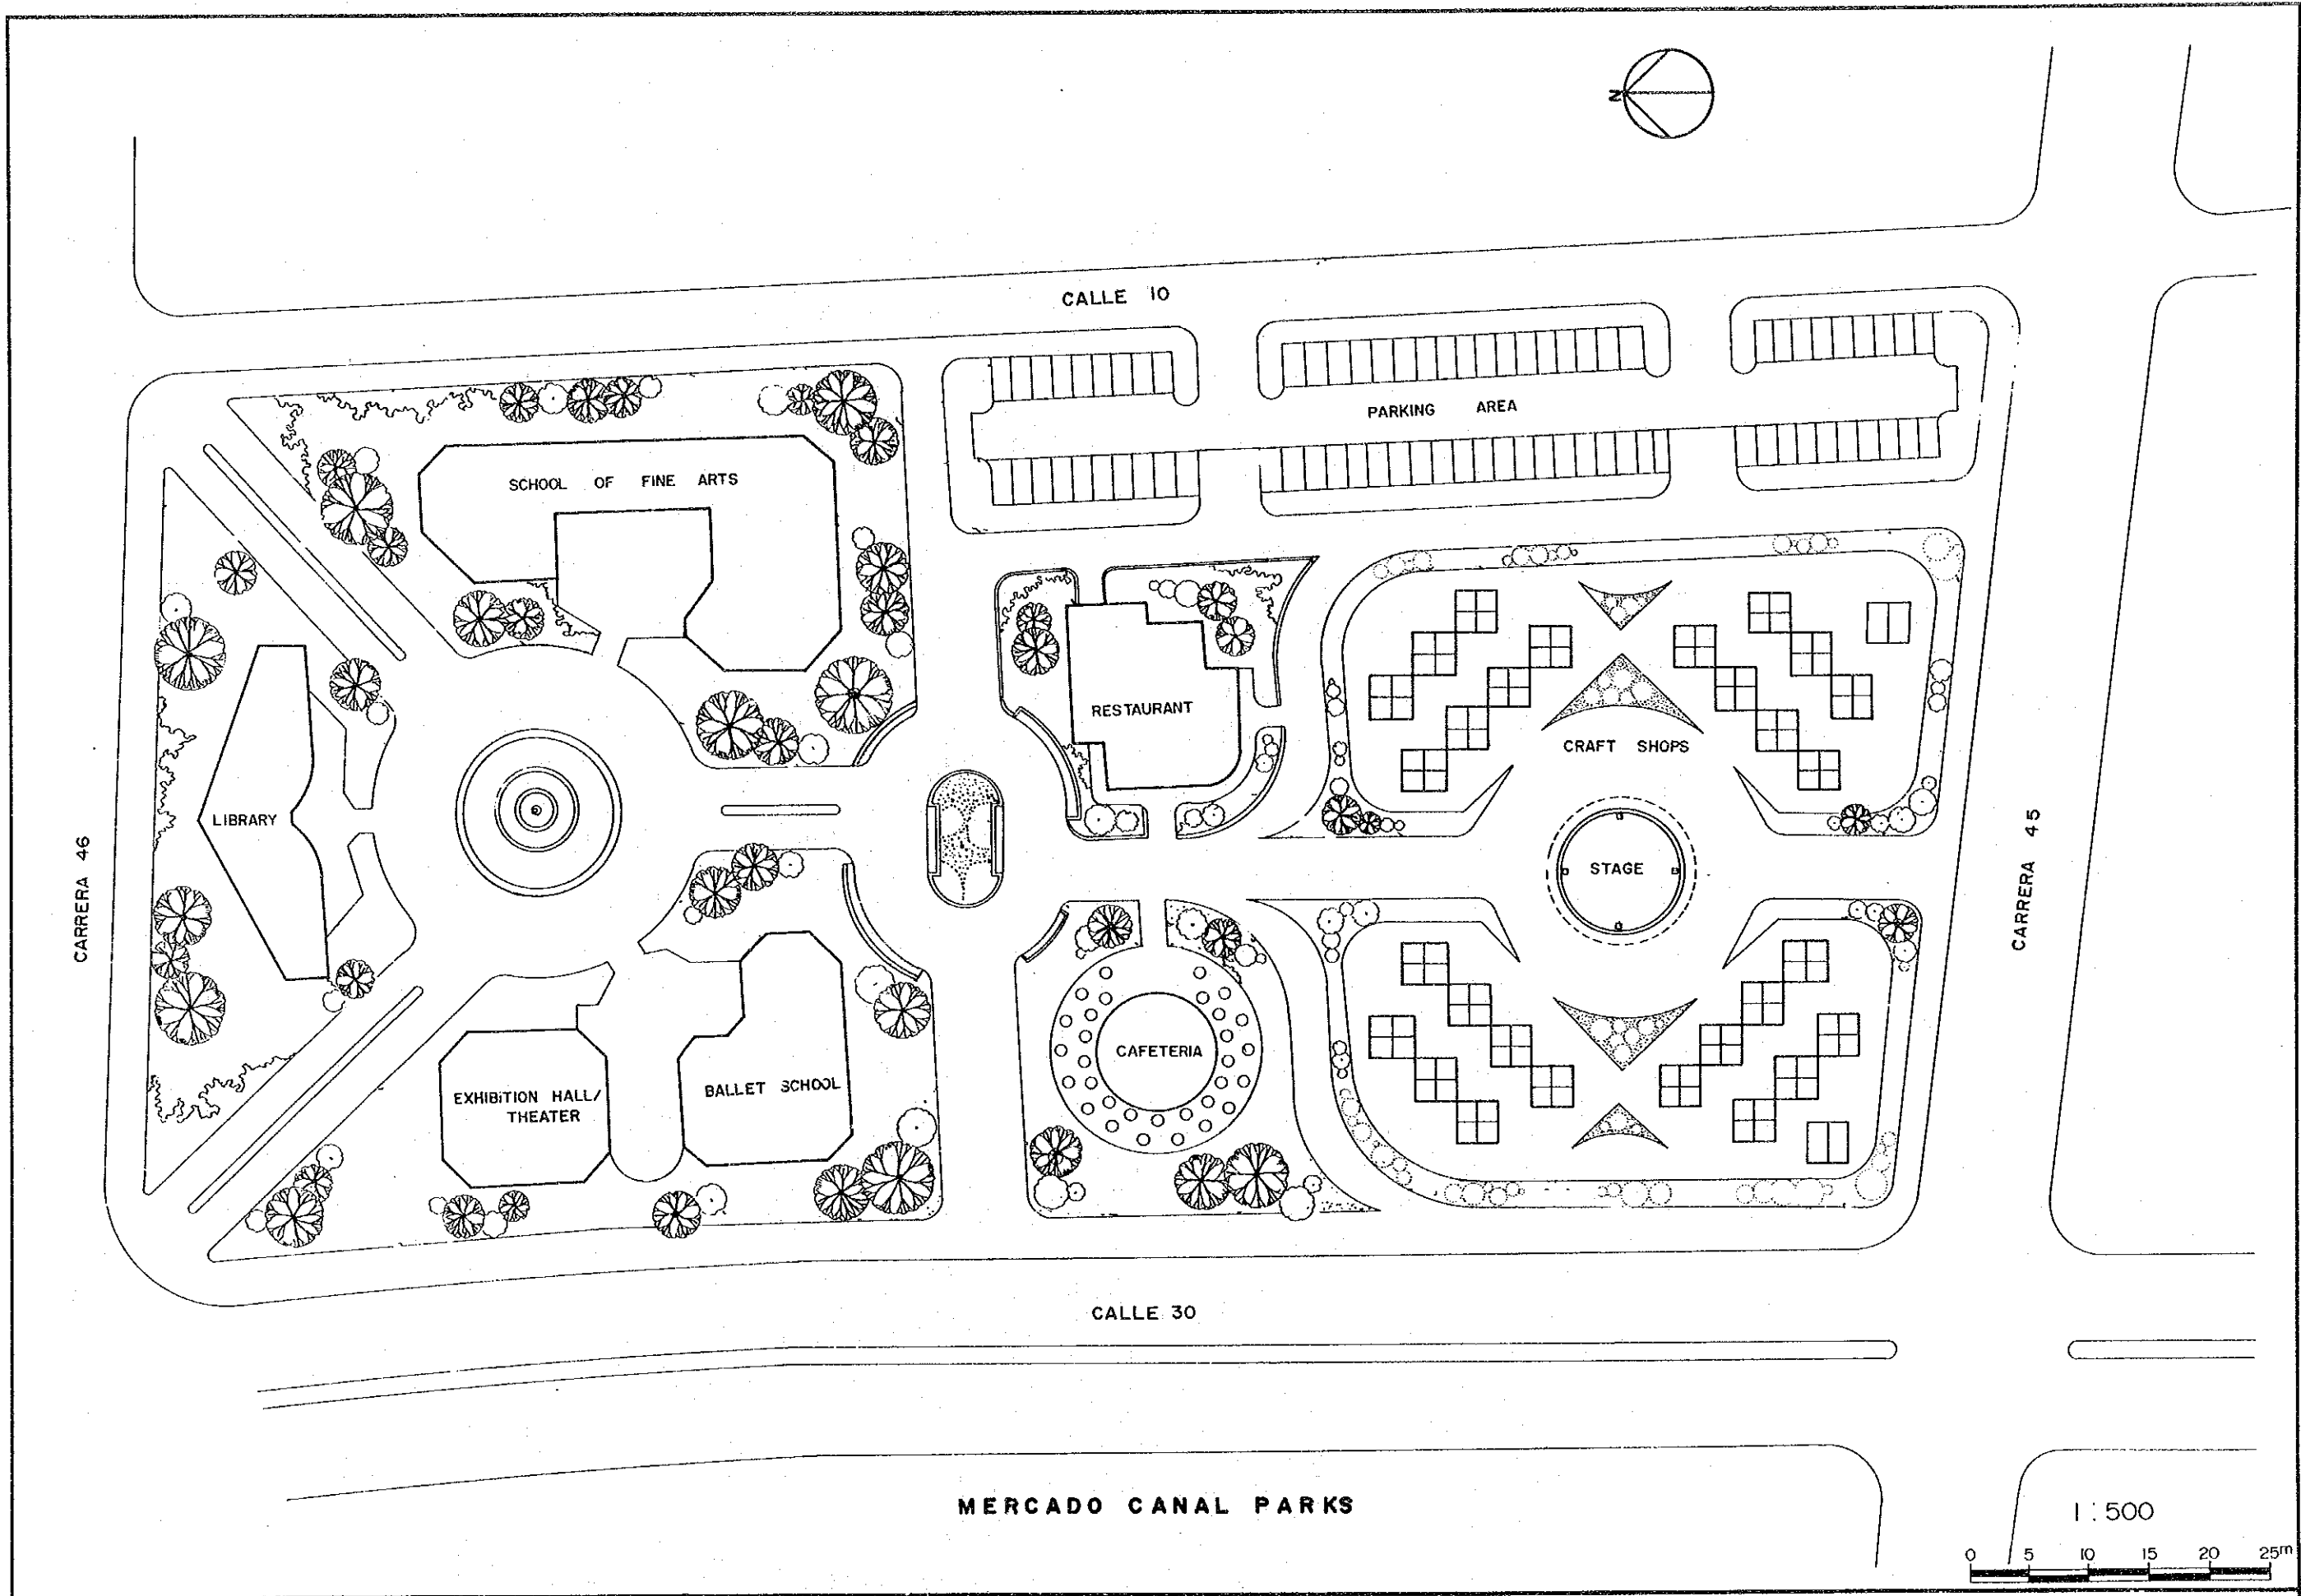 N
CALLE 10
PARKING AREA
SCHOOL OF FINE ARTS
RESTAURANT
CRAFT SHOPS
LIBRARY
STAGE
CARRERA 46
CARRERA 45
CAFETERIA
EXHIBITION HALL/
THEATER
BALLET SCHOOL
CALLE 30
MERCADO CANAL PARKS
1:500
0 5 10 15 20 25m